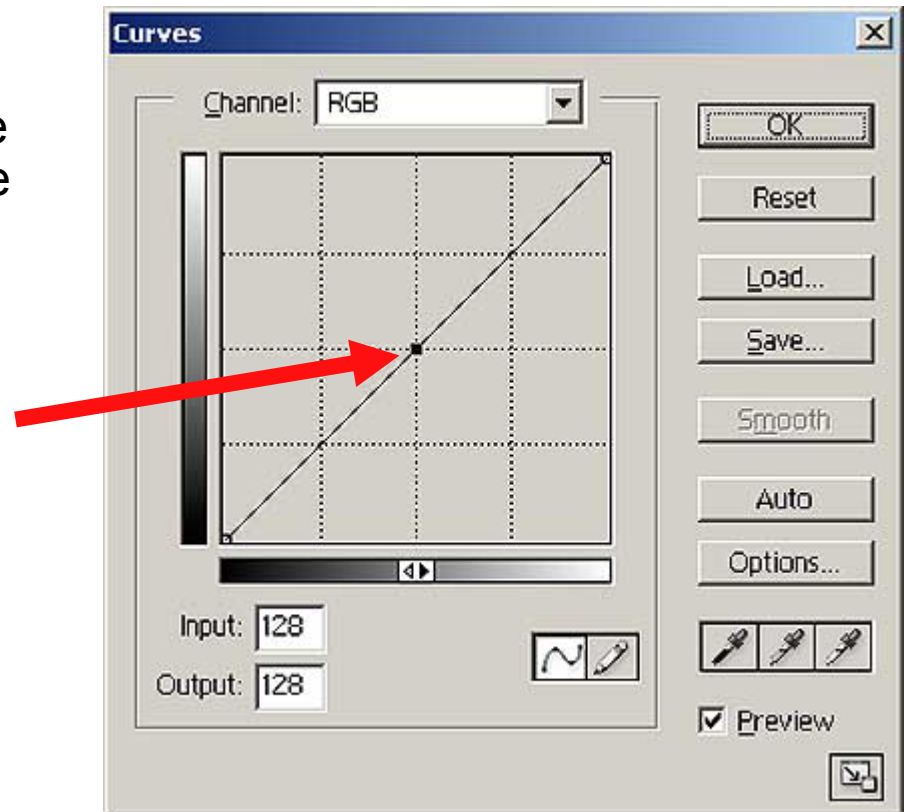 Curves
e
e
Channel: RGB
OK
Reset
Load...
Save...
Smooth
Auto
Options...
Input: 128
Output: 128
Preview